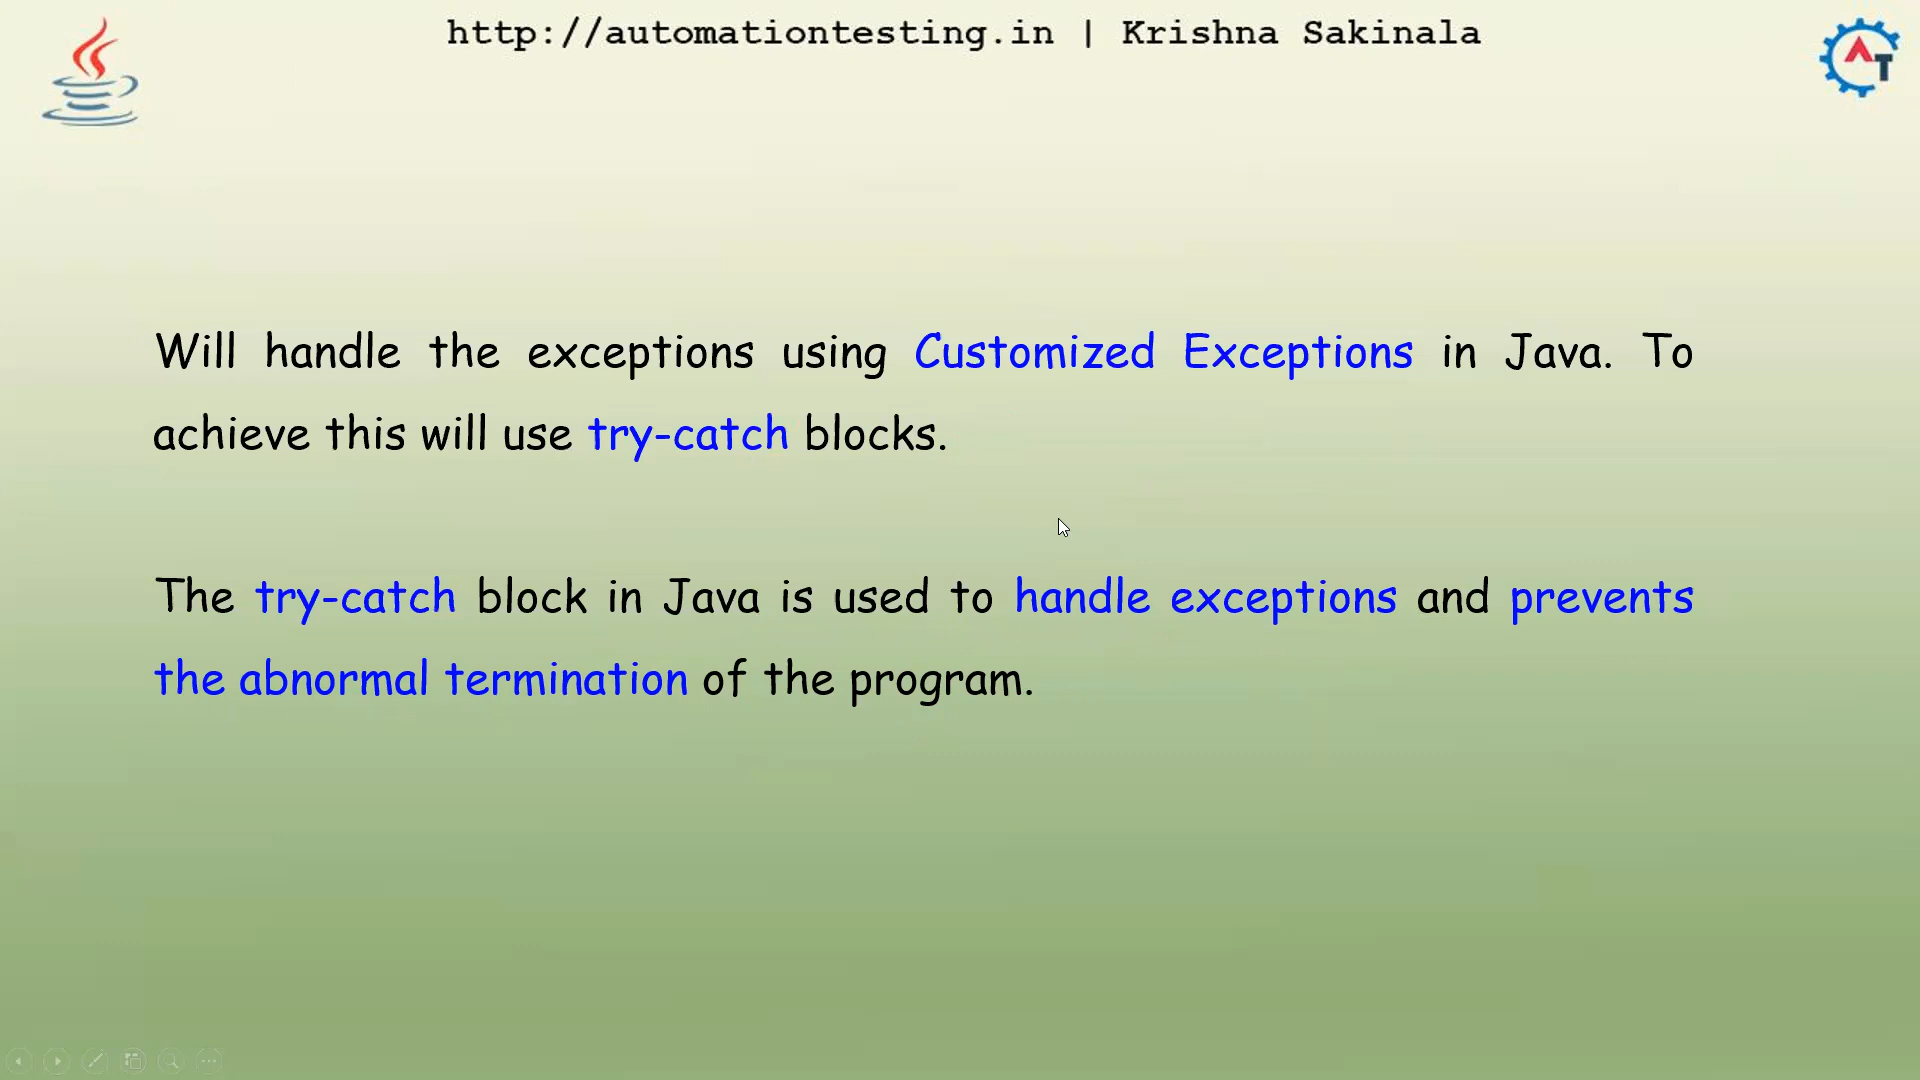 http://automationtesting.in | Krishna Sakinala
AT
Will handle the exceptions using Customized Exceptions in Java. To
achieve this will use try-catch blocks.
The try-catch block in Java is used to handle exceptions and prevents
the abnormal termination of the program.